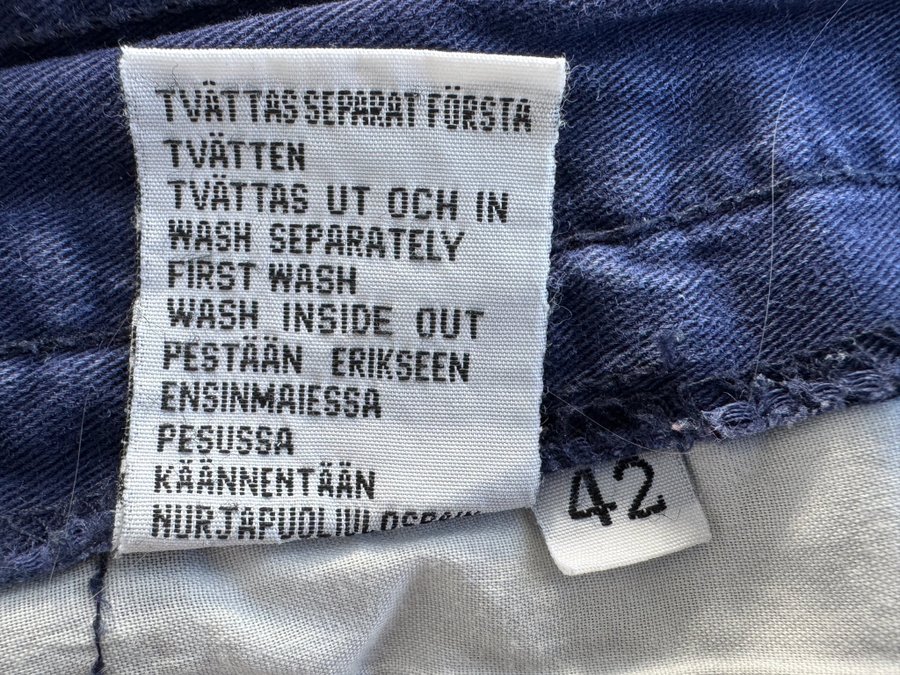 TVÄTTAS SEPARAT FÖRSTA
TVÄTTEN
TVÄTTAS UT OCH IN
WASH SEPARATELY
FIRST WASH
WASH INSIDE OUT
PESTÄÄN ERIKSEEN
ENSINMAIESSA
PESUSSA
KÄÄNNENTÄÄN
42